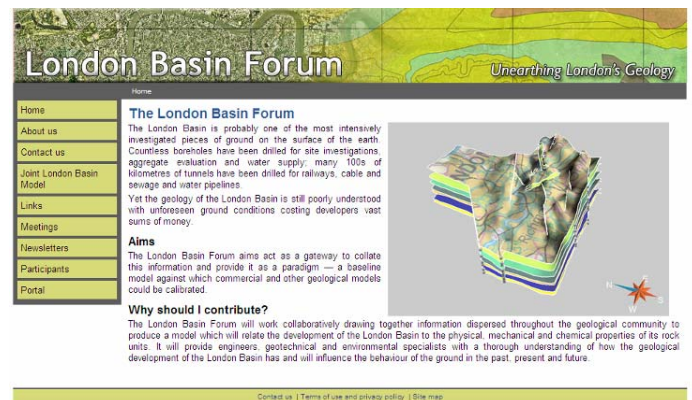 London Basin Forum
Unearthing London's Geology
Home
Home
About us
Contact us
Joint London Basin
Model
Links
Meetings
Newsletters
Participants
Portal
The London Basin Forum
The London Basin is probably one of the most intensively
investigated pieces of ground on the surface of the earth.
Countless boreholes have been drilled for site investigations,
aggregate evaluation and water supply; many 100s of
kilometres of tunnels have been drilled for railways, cable and
sewage and water pipelines.
Yet the geology of the London Basin is still poorly understood
with unforeseen ground conditions costing developers vast
sums of money.
Aims
The London Basin Forum aims act as a gateway to collate
this information and provide it as a paradigm — a baseline
model against which commercial and other geological models
could be calibrated.
N
E
S
W
Why should I contribute?
The London Basin Forum will work collaboratively drawing together information dispersed throughout the geological community to
produce a model which will relate the development of the London Basin to the physical, mechanical and chemical properties of its rock
units. It will provide engineers, geotechnical and environmental specialists with a thorough understanding of how the geological
development of the London Basin has and will influence the behaviour of the ground in the past, present and future.
Contact us | Terms of use and privacy policy | Site map